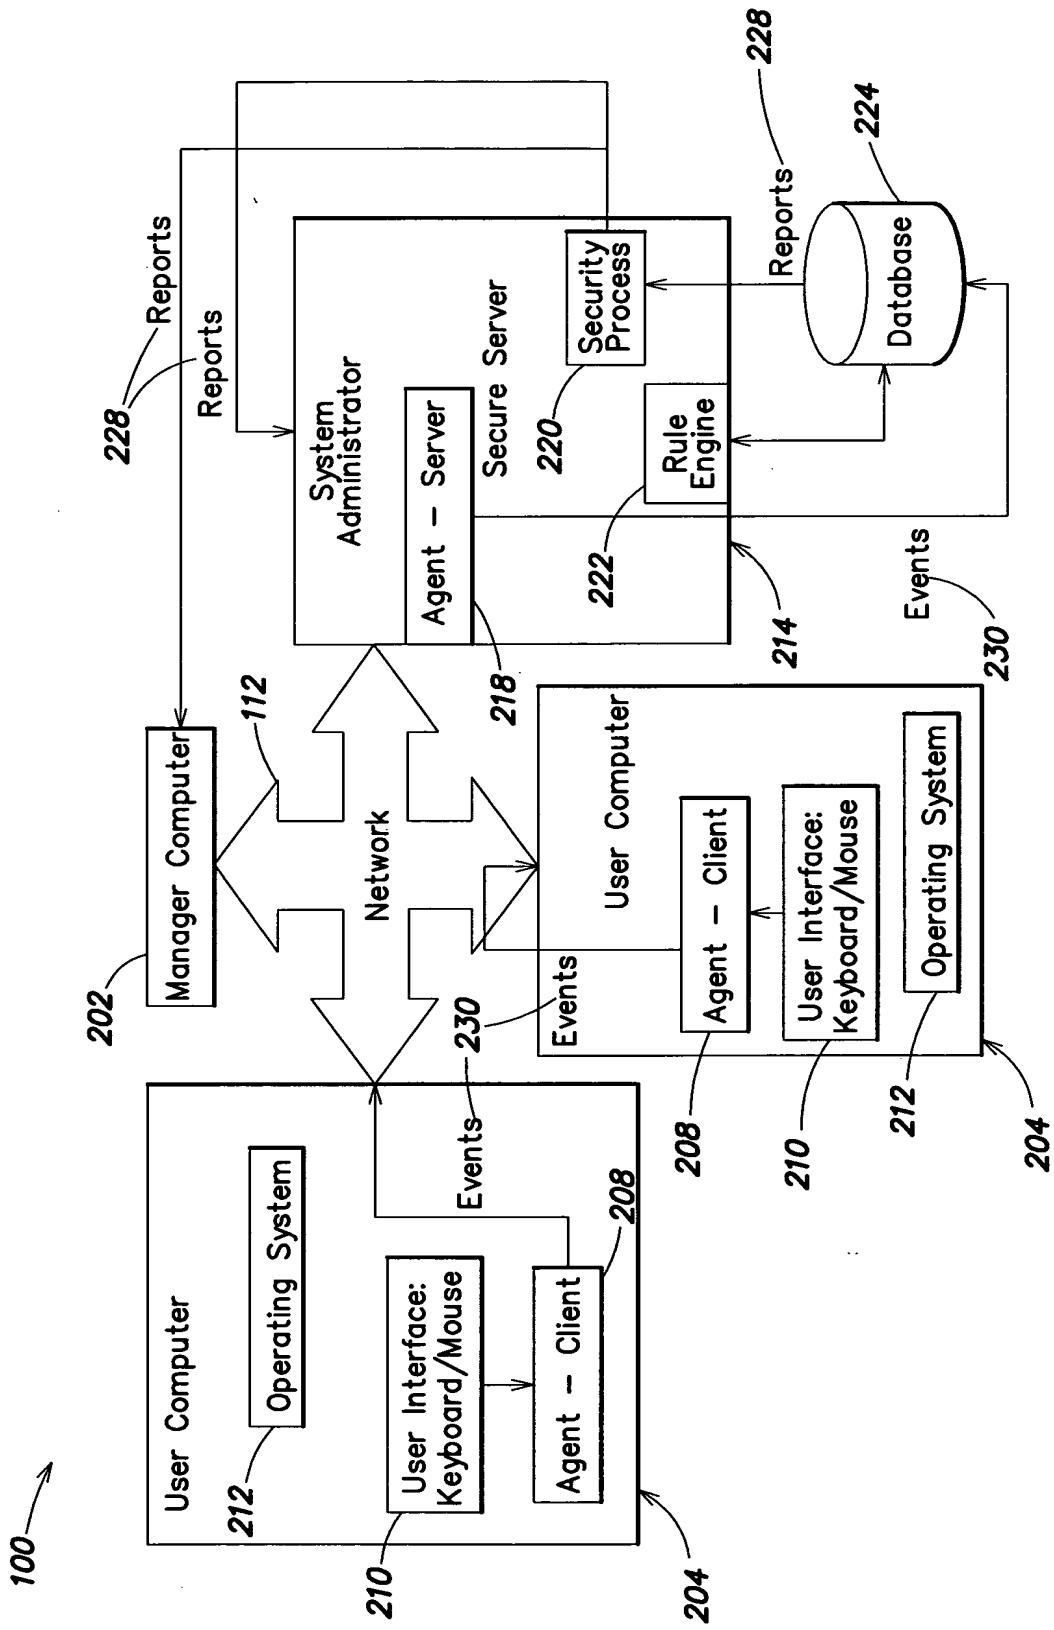 100
User Computer
212
Operating System
210
User Interface:
Keyboard/Mouse
Agent – Client
208
204
Events
230
202
Manager Computer
112
Network
228
Reports
Reports
System
Administrator
Agent – Server
218
Secure Server
220
Security
Process
222
Rule
Engine
214
Reports
228
Database
224
Events
230
User Computer
Events
Agent – Client
208
User Interface:
Keyboard/Mouse
210
Operating System
212
204